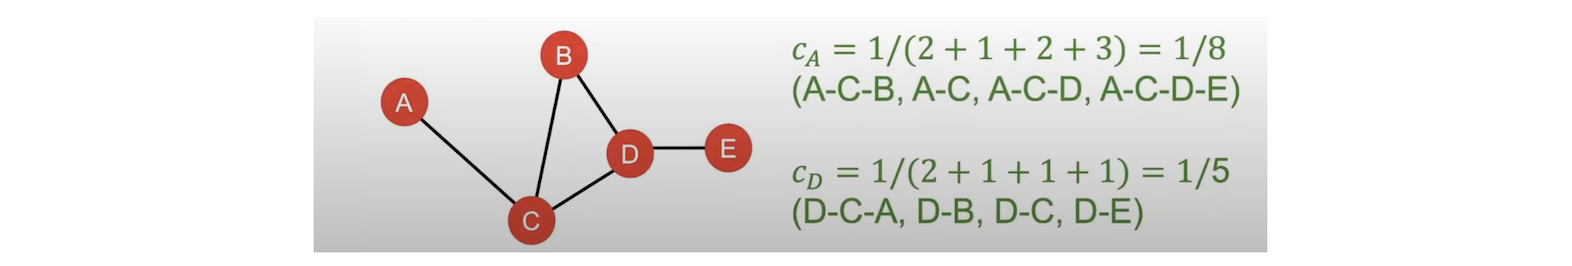 B
A
D
E
C
c_A = 1/(2 + 1 + 2 + 3) = 1/8
(A-C-B, A-C, A-C-D, A-C-D-E)
c_D = 1/(2 + 1 + 1 + 1) = 1/5
(D-C-A, D-B, D-C, D-E)